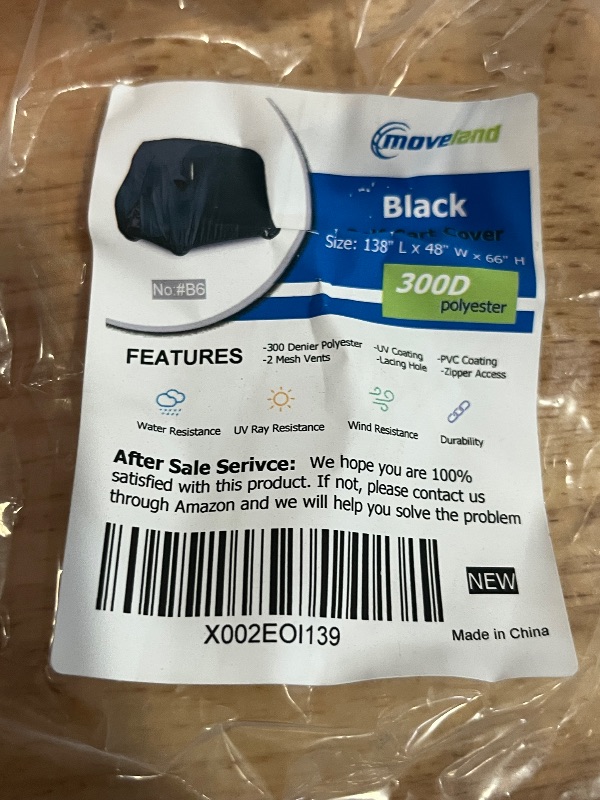 moveland
Black
Golf Cart Cover
Size: 138" L x 48" W x 66" H
No:#B6
300D
polyester
FEATURES
-300 Denier Polyester
-2 Mesh Vents
-UV Coating
-Lacing Hole
-PVC Coating
-Zipper Access
Water Resistance
UV Ray Resistance
Wind Resistance
Durability
After Sale Serivce: We hope you are 100%
satisfied with this product. If not, please contact us
through Amazon and we will help you solve the problem
NEW
X002EOI139
Made in China